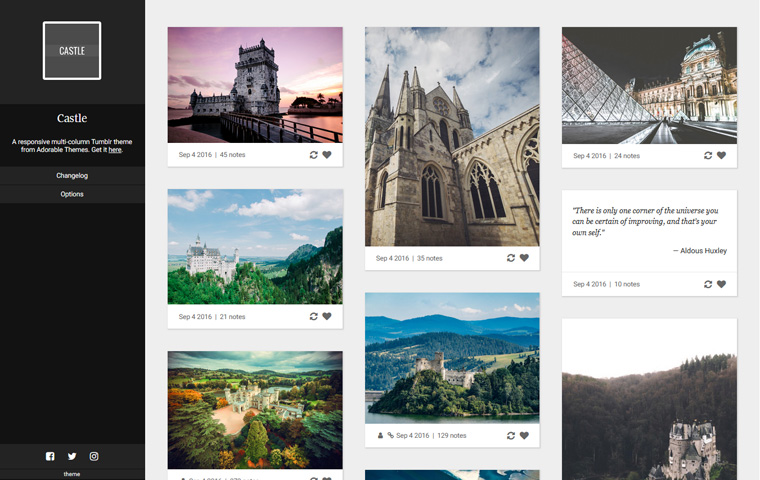 CASTLE
Castle
A responsive multi-column Tumblr theme
from Adorable Themes. Get it here.
Changelog
Options
theme
Sep 4 2016 | 45 notes
Sep 4 2016 | 21 notes
Sep 4 2016 | 35 notes
Sep 4 2016 | 129 notes
Sep 4 2016 | 24 notes
"There is only one corner of the universe you
can be certain of improving, and that's your
own self."
— Aldous Huxley
Sep 4 2016 | 10 notes